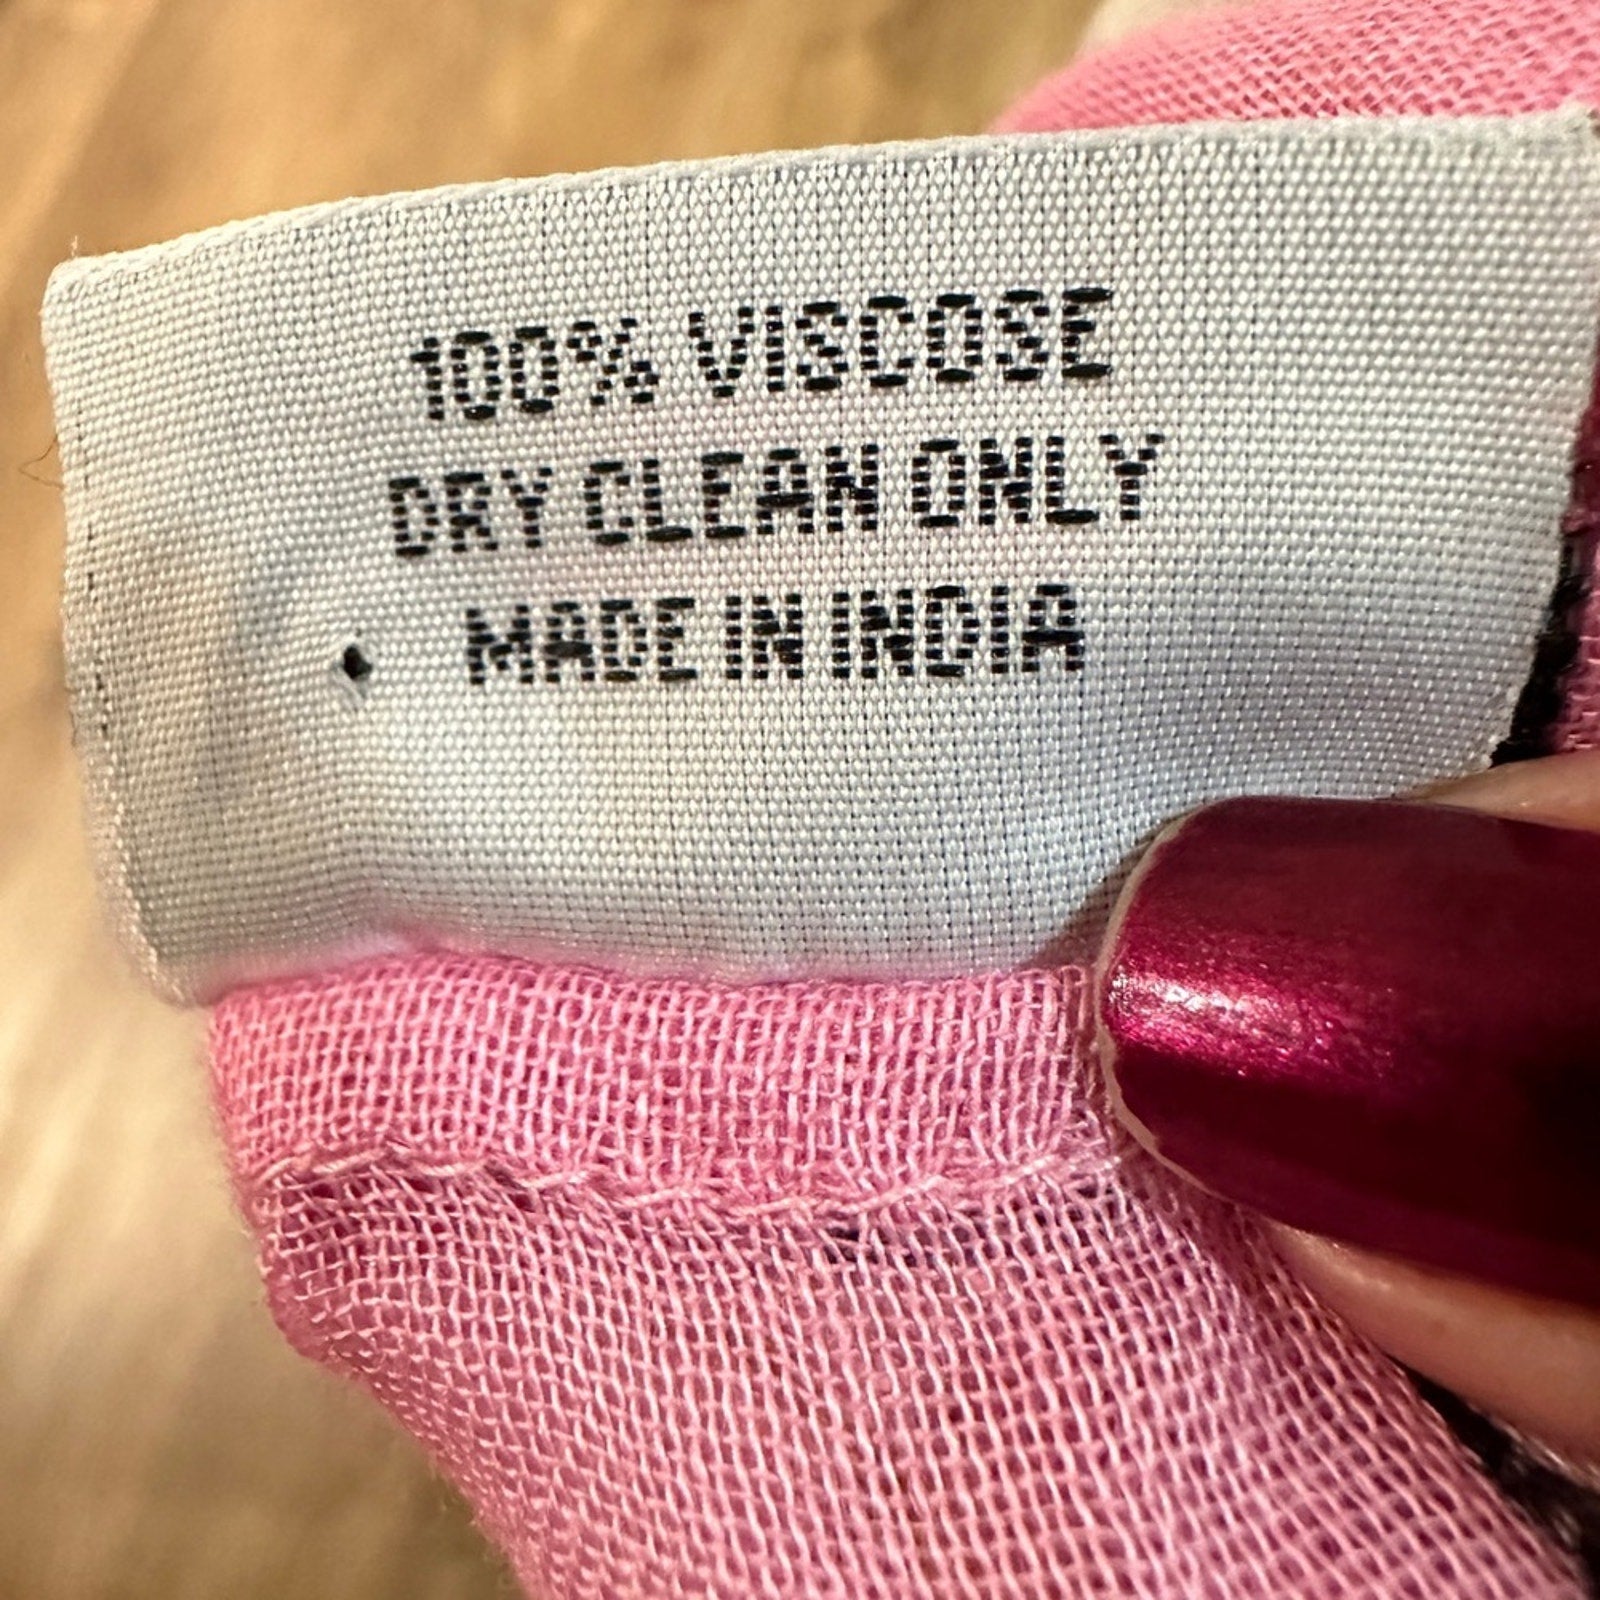 100% VISCOSE
DRY CLEAN ONLY
MADE IN INDIA